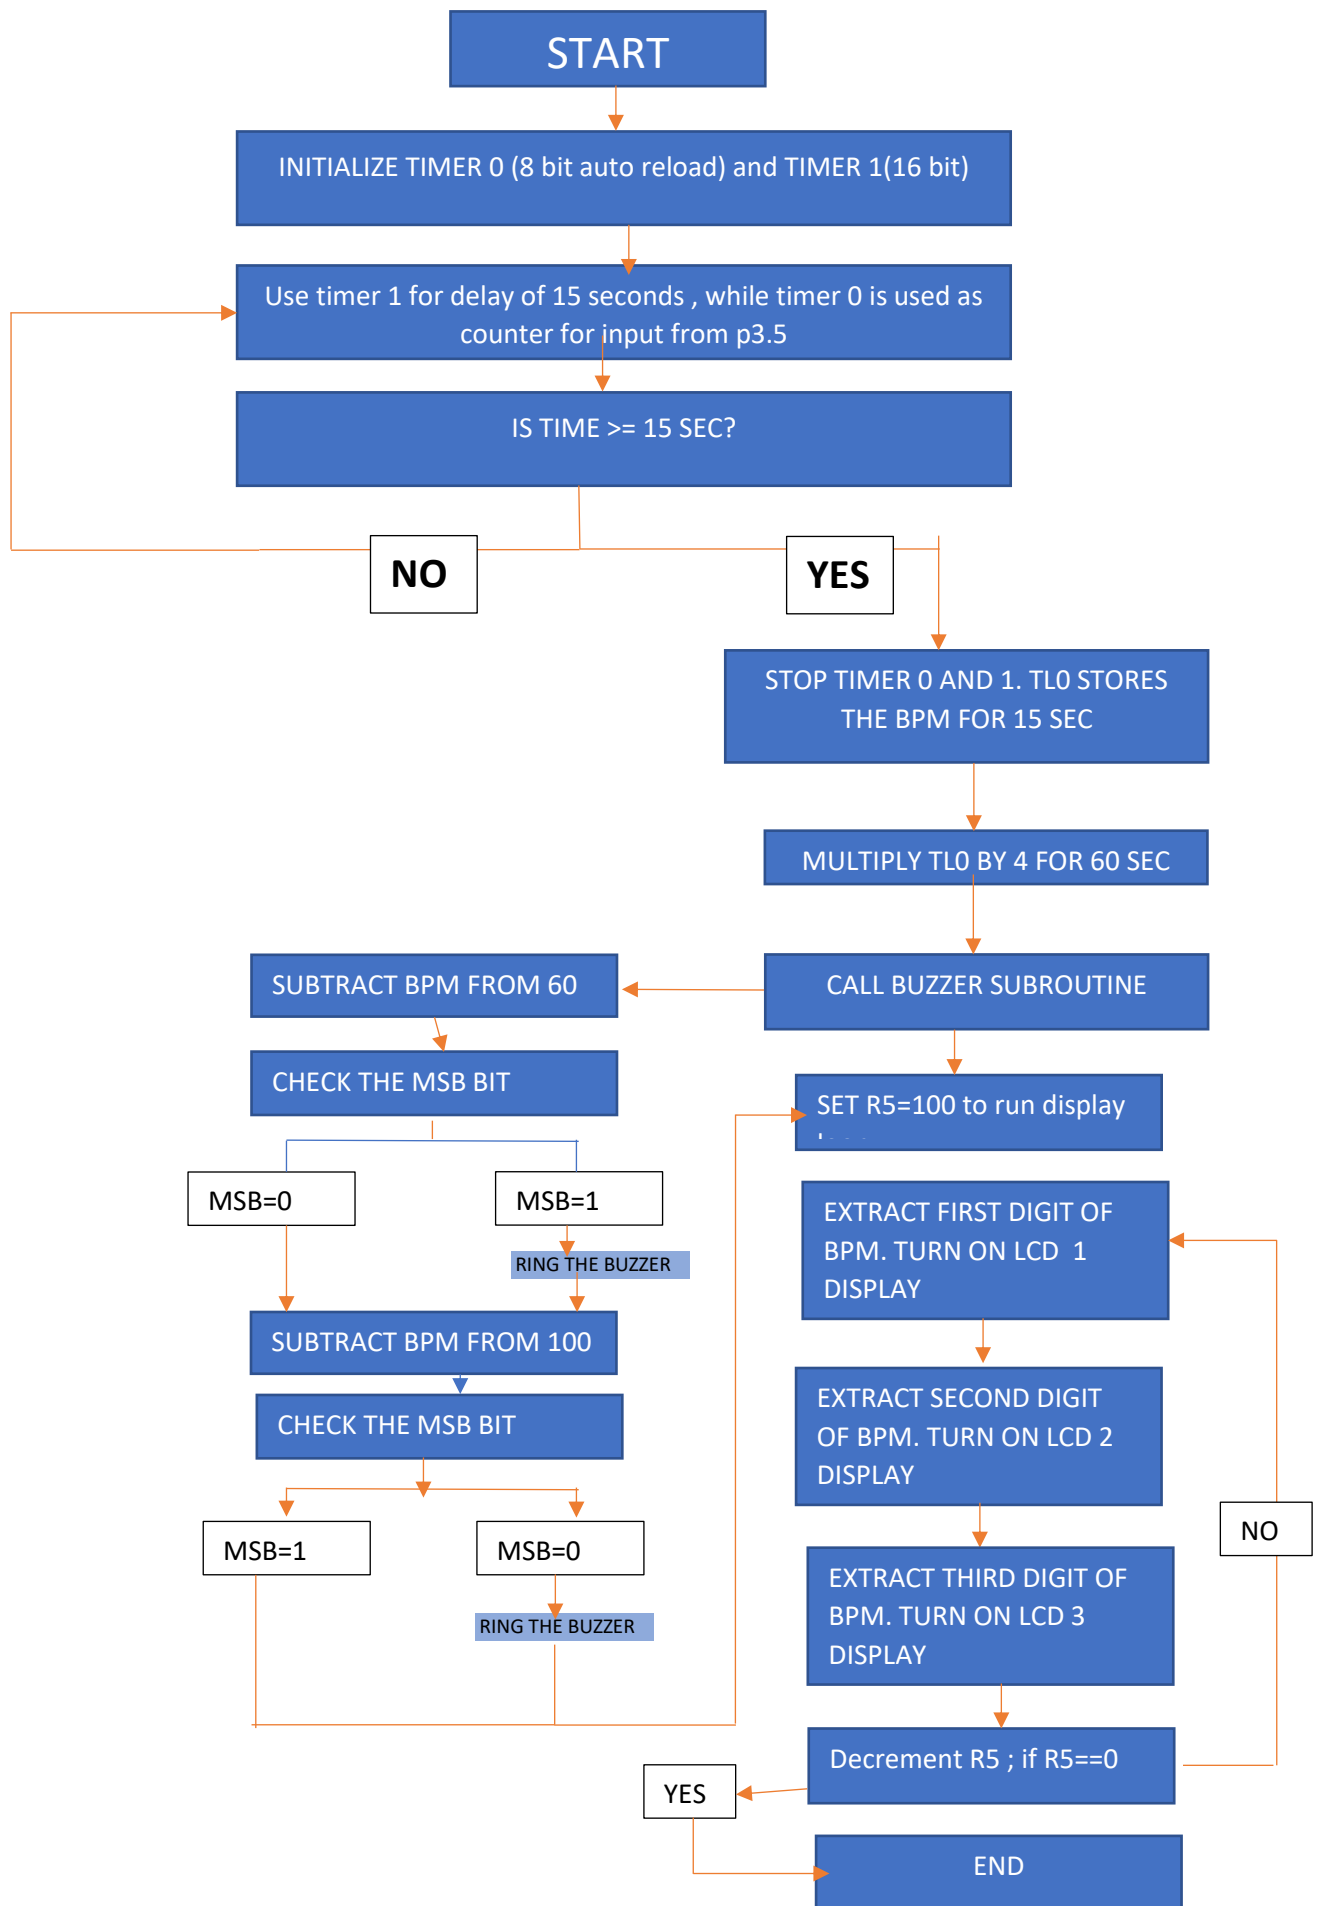 START
INITIALIZE TIMER 0 (8 bit auto reload) and TIMER 1(16 bit)
Use timer 1 for delay of 15 seconds , while timer 0 is used as
counter for input from p3.5
IS TIME >= 15 SEC?
NO
YES
STOP TIMER 0 AND 1. TL0 STORES
THE BPM FOR 15 SEC
MULTIPLY TL0 BY 4 FOR 60 SEC
CALL BUZZER SUBROUTINE
SUBTRACT BPM FROM 60
CHECK THE MSB BIT
MSB=0
MSB=1
RING THE BUZZER
SUBTRACT BPM FROM 100
CHECK THE MSB BIT
MSB=1
MSB=0
RING THE BUZZER
SET R5=100 to run display
EXTRACT FIRST DIGIT OF
BPM. TURN ON LCD 1
DISPLAY
EXTRACT SECOND DIGIT
OF BPM. TURN ON LCD 2
DISPLAY
EXTRACT THIRD DIGIT OF
BPM. TURN ON LCD 3
DISPLAY
NO
Decrement R5 ; if R5==0
YES
END